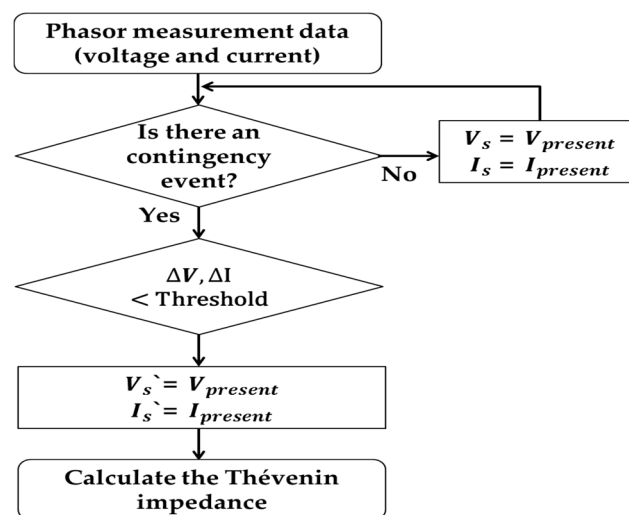 Phasor measurement data
(voltage and current)
Is there an
contingency
event?
No
V_s = V_present
I_s = I_present
Yes
ΔV, ΔI
< Threshold
V_s` = V_present
I_s` = I_present
Calculate the Thévenin
impedance